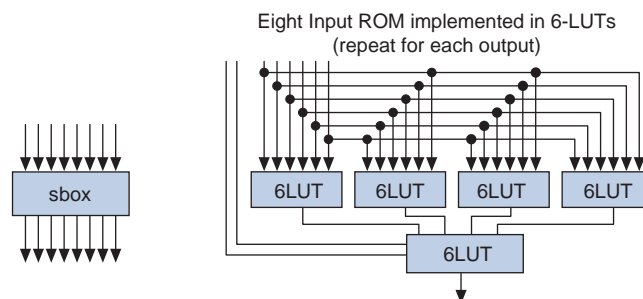 Eight Input ROM implemented in 6-LUTs
(repeat for each output)
sbox
6LUT
6LUT
6LUT
6LUT
6LUT